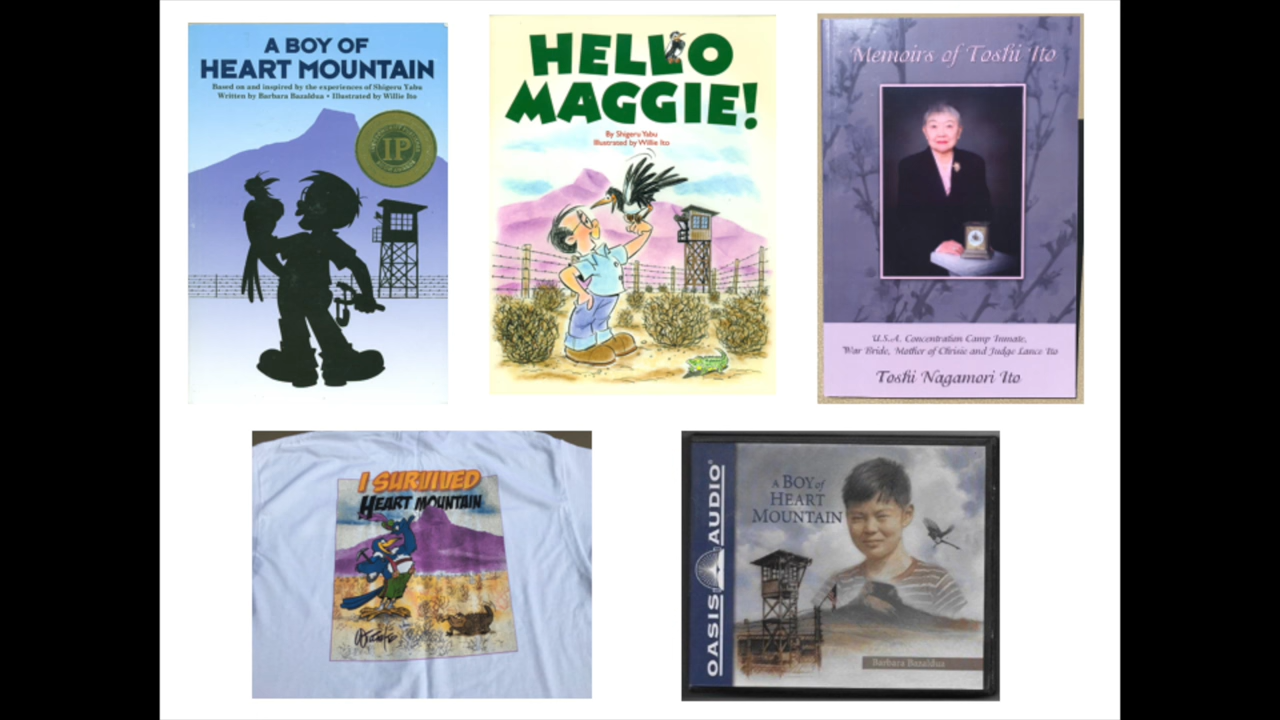 A BOY OF
HEART MOUNTAIN
Based on and inspired by the experiences of Shigeru Yabu
Written by Barbara Bazaldua • Illustrated by Willie Ito
IP
HELLO
MAGGIE!
By Shigeru Yabu
Illustrated by Willie Ito
Memoirs of Toshi Ito
U.S.A. Concentration Camp Inmate,
War Bride, Mother of Chrisie and Judge Lance Ito
Toshi Nagamori Ito
I SURVIVED
HEART MOUNTAIN
OASIS AUDIO
A BOY of
HEART
MOUNTAIN
Barbara Bazaldua